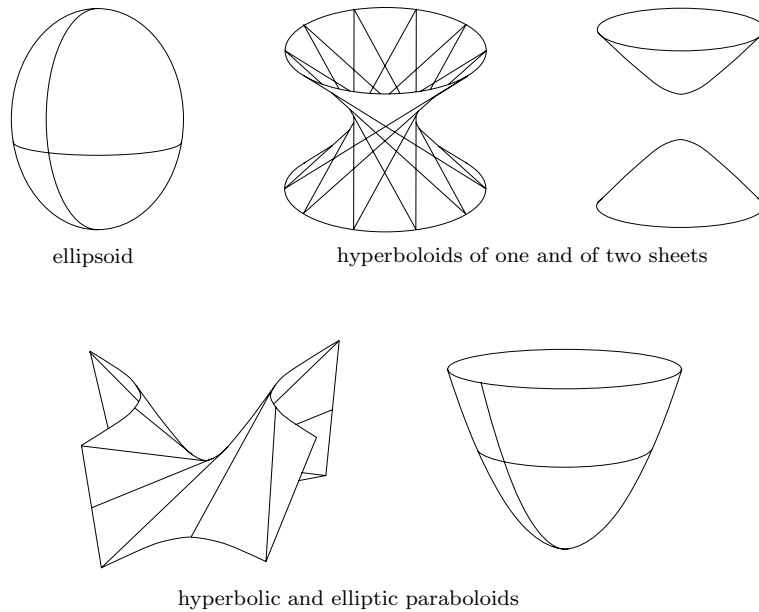 ellipsoid
hyperboloids of one and of two sheets
hyperbolic and elliptic paraboloids